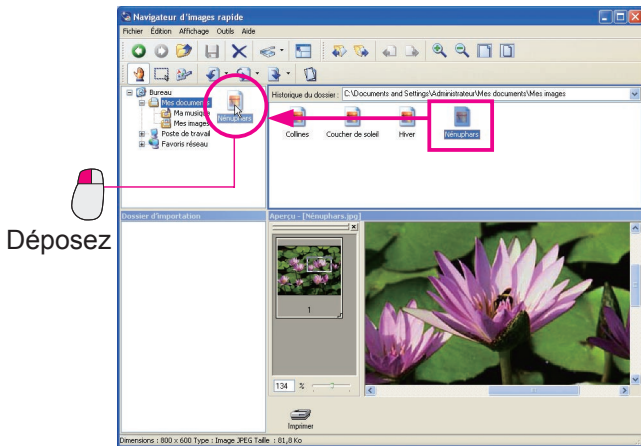 Navigateur d'images rapide
Fichier Édition Affichage Outils Aide
Bureau
Mes documents
Ma musique
Mes images
Poste de travail
Favoris réseau
Nénuphars
Historique du dossier : C:\Documents and Settings\Administrateur\Mes documents\Mes images
Collines Coucher de soleil Hiver Nénuphars
Déposez
Dossier d'importation
Aperçu - [Nénuphars.jpg]
1
134 %
Imprimer
Dimensions : 800 x 600 Type : Image JPEG Taille : 81,8 Ko